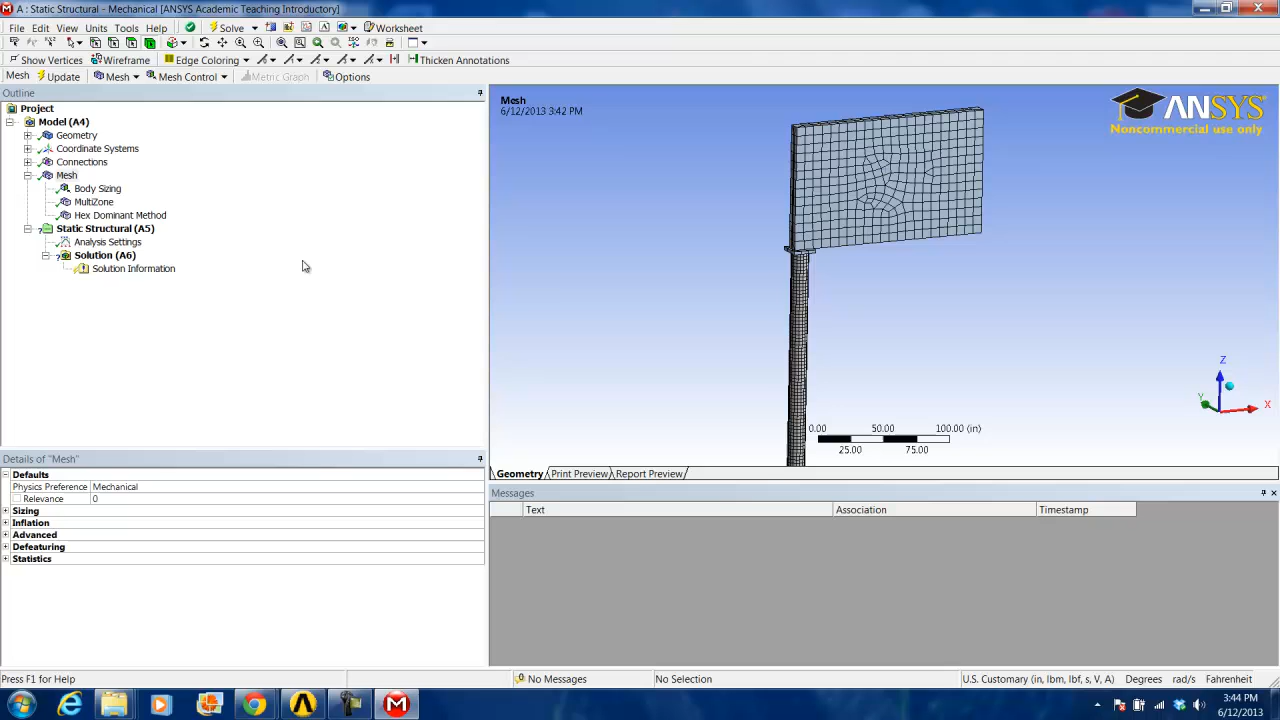 A : Static Structural - Mechanical [ANSYS Academic Teaching Introductory]
File Edit View Units Tools Help Solve Worksheet
Show Vertices Wireframe Edge Coloring Thicken Annotations
Mesh Update Mesh Mesh Control Metric Graph Options
Outline
Project
Model (A4)
Geometry
Coordinate Systems
Connections
Mesh
Body Sizing
MultiZone
Hex Dominant Method
Static Structural (A5)
Analysis Settings
Solution (A6)
Solution Information
Details of "Mesh"
Defaults
Physics Preference Mechanical
Relevance 0
Sizing
Inflation
Advanced
Defeaturing
Statistics
Mesh
6/12/2013 3:42 PM
ANSYS
Noncommercial use only.
Z
Y
X
0.00 50.00 100.00 (in)
25.00 75.00
Geometry Print Preview Report Preview
Messages
Text Association Timestamp
Press F1 for Help No Messages No Selection U.S. Customary (in, lbm, lbf, s, V, A) Degrees rad/s Fahrenheit
3:44 PM
6/12/2013